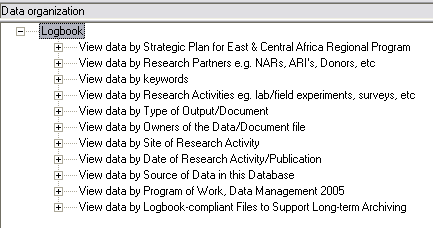 Data organization
Logbook
View data by Strategic Plan for East & Central Africa Regional Program
View data by Research Partners e.g. NARs, ARI's, Donors, etc
View data by keywords
View data by Research Activities eg. lab/field experiments, surveys, etc
View data by Type of Output/Document
View data by Owners of the Data/Document file
View data by Site of Research Activity
View data by Date of Research Activity/Publication
View data by Source of Data in this Database
View data by Program of Work, Data Management 2005
View data by Logbook-compliant Files to Support Long-term Archiving